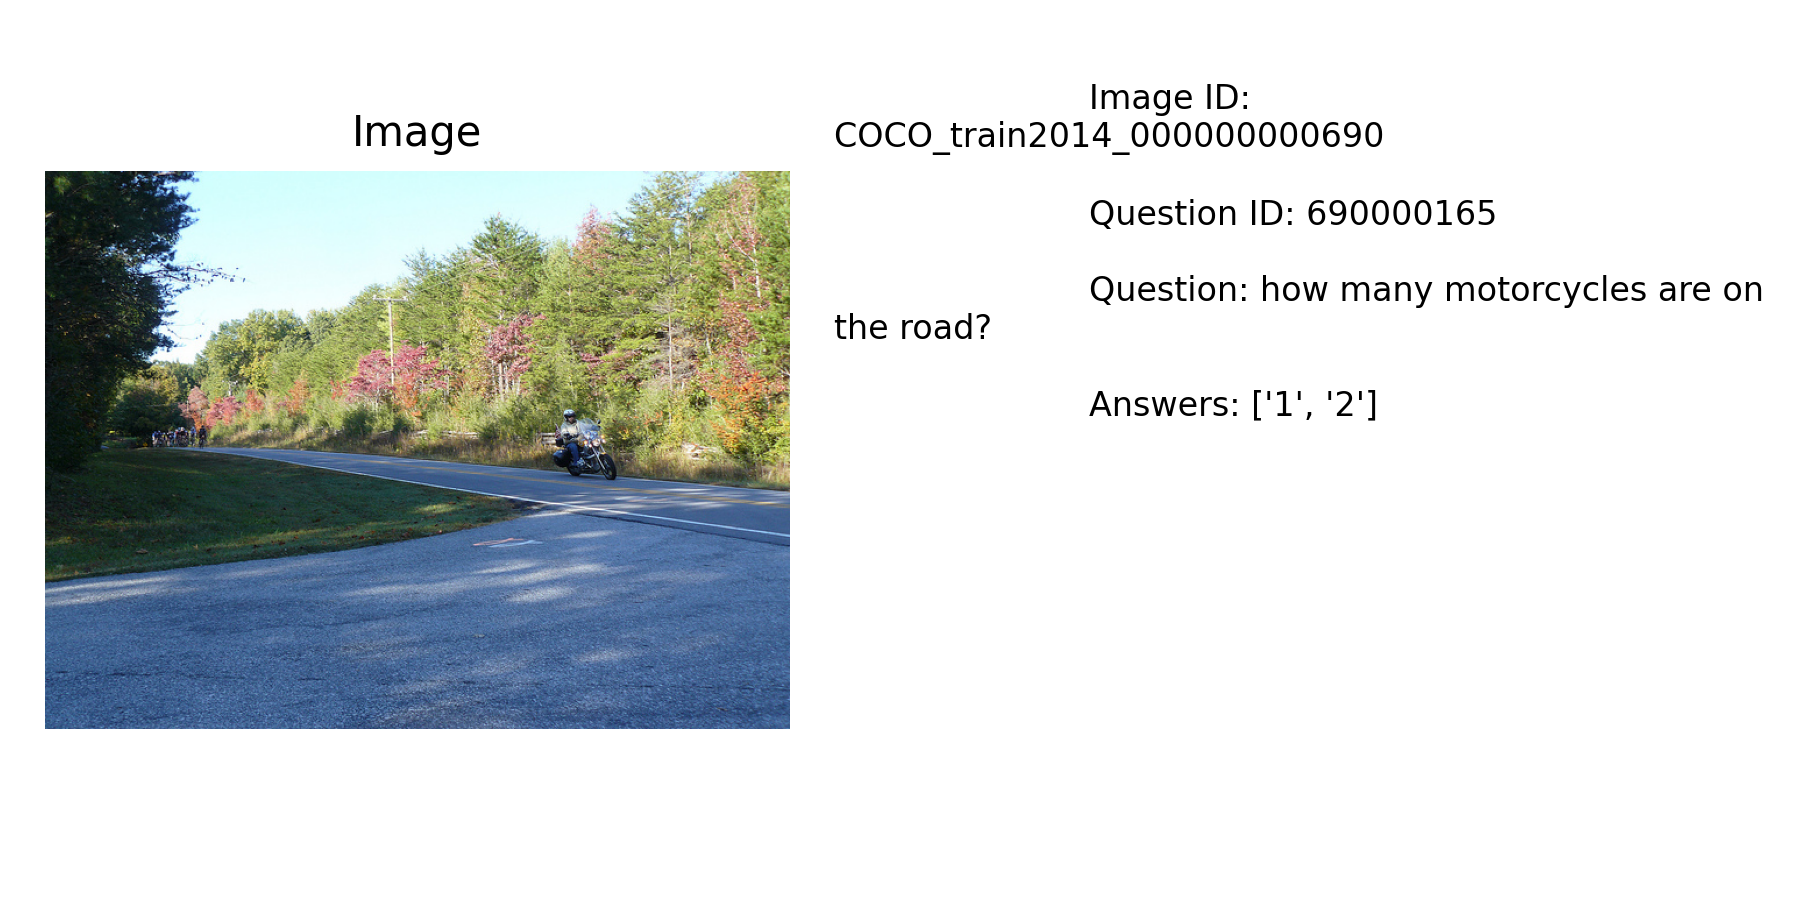 Image
Image ID:
COCO_train2014_000000000690
Question ID: 690000165
Question: how many motorcycles are on
the road?
Answers: ['1', '2']